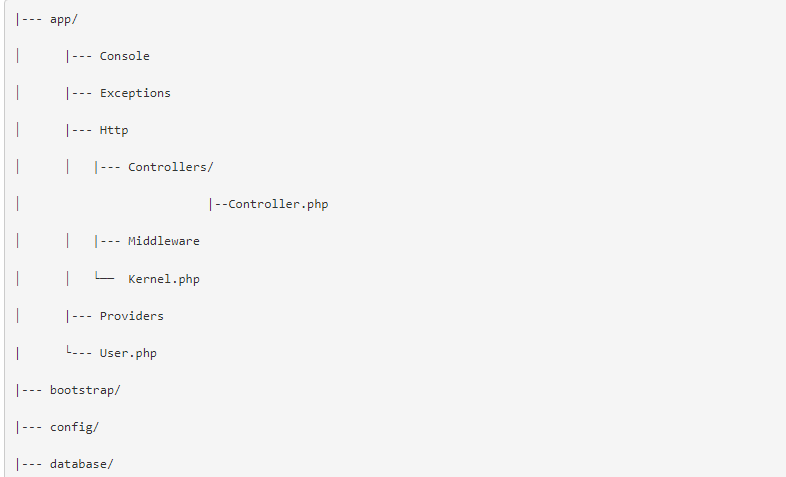 |--- app/
│      |--- Console
│      |--- Exceptions
│      |--- Http
│      │   |--- Controllers/
│                          |--Controller.php
│      │   |--- Middleware
│      │   └──  Kernel.php
│      |--- Providers
|      └--- User.php
|--- bootstrap/
|--- config/
|--- database/